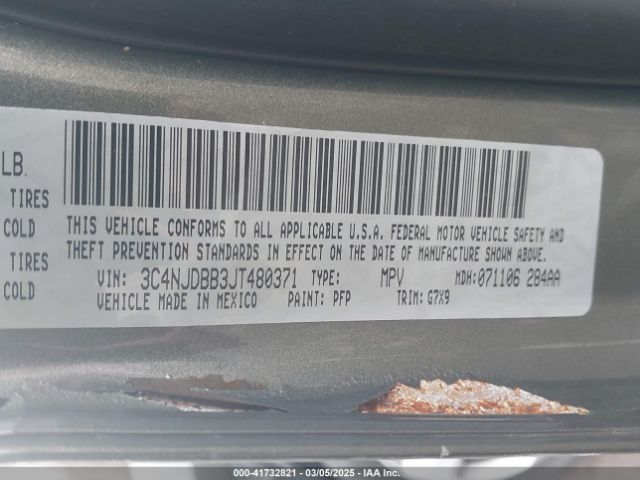 LB.
TIRES
COLD
TIRES
COLD
THIS VEHICLE CONFORMS TO ALL APPLICABLE U.S.A. FEDERAL MOTOR VEHICLE SAFETY AND
THEFT PREVENTION STANDARDS IN EFFECT ON THE DATE OF MANUFACTURE SHOWN ABOVE.
VIN: 3C4NJDBB3JT480371 TYPE: MPV MDH:071106 284AA
VEHICLE MADE IN MEXICO PAINT: PFP TRIM: G7X9
000-41732821 | 03/05/2025 | IAA Inc.